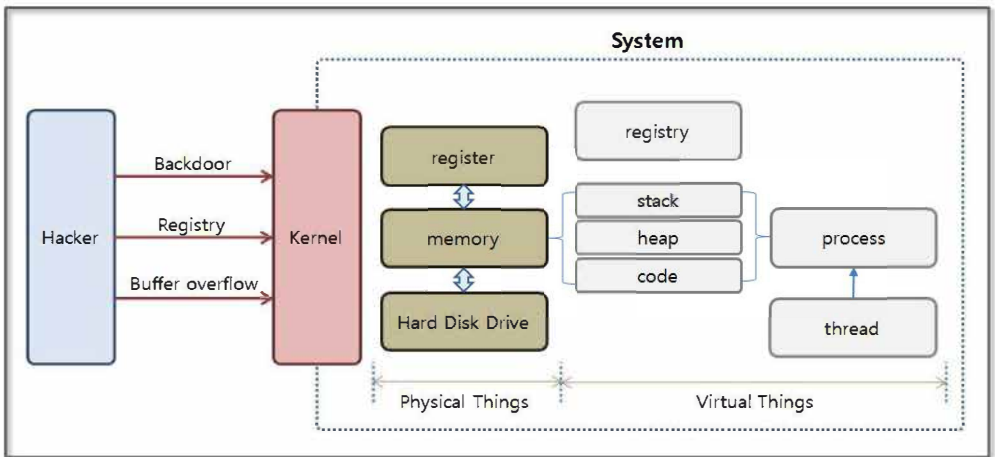 System
Hacker
Backdoor
Registry
Buffer overflow
Kernel
register
memory
Hard Disk Drive
registry
stack
heap
code
process
thread
Physical Things
Virtual Things